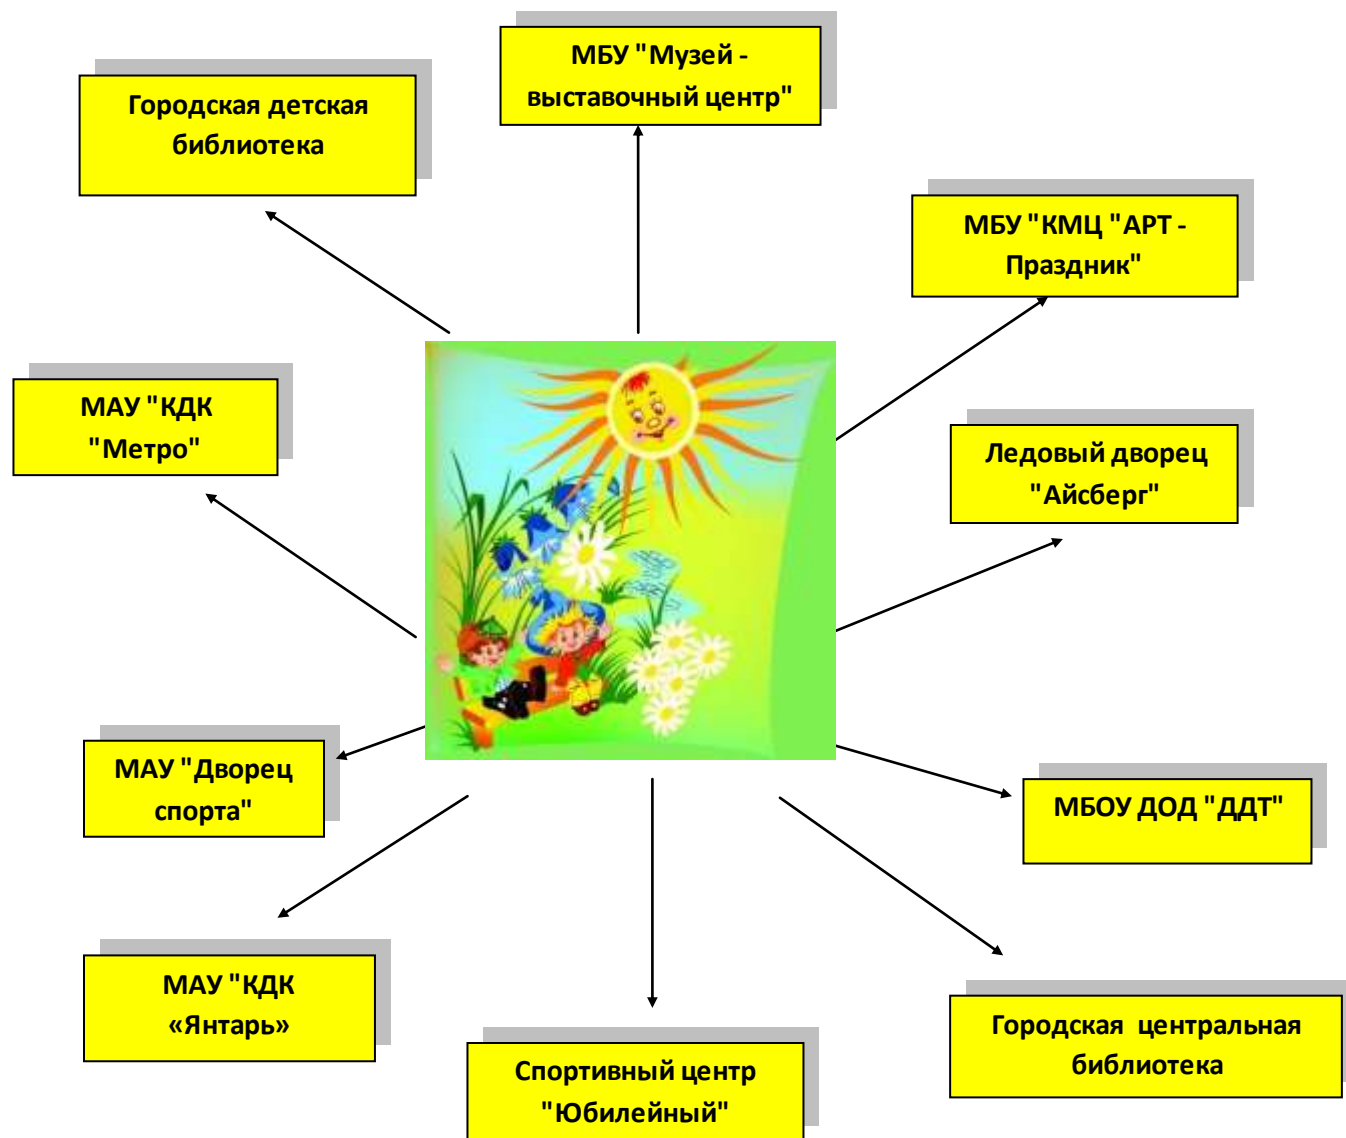 МБУ "Музей -
выставочный центр"
Городская детская
библиотека
МБУ "КМЦ "АРТ -
Праздник"
МАУ "КДК
"Метро"
Ледовый дворец
"Айсберг"
МАУ "Дворец
спорта"
МБОУ ДОД "ДДТ"
МАУ "КДК
«Янтарь»
Городская центральная
библиотека
Спортивный центр
"Юбилейный"